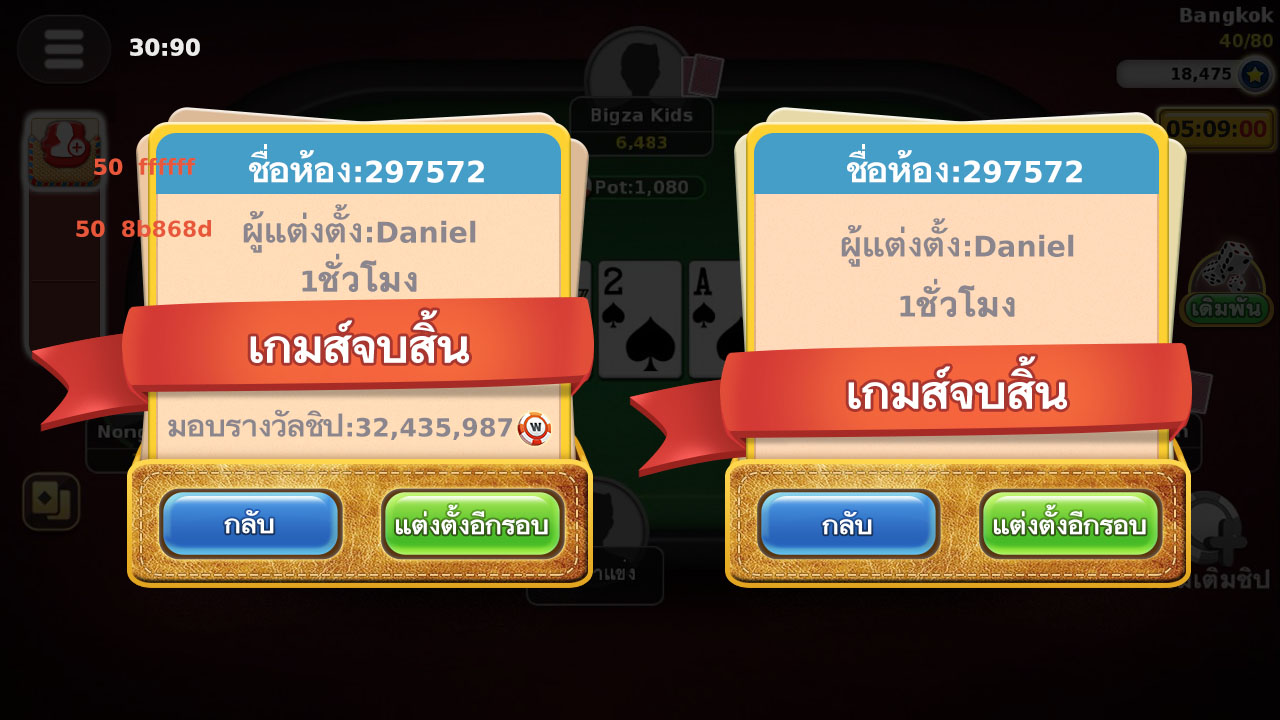 30:90
Bangkok
40/80
18,475
05:09:00
Bigza Kids
6,483
Pot:1,080
50 ffffff
50 8b868d
ชื่อห้อง:297572
ผู้แต่งตั้ง:Daniel
1ชั่วโมง
เกมส์จบสิ้น
มอบรางวัลชิป:32,435,987
W
กลับ
แต่งตั้งอีกรอบ
ชื่อห้อง:297572
ผู้แต่งตั้ง:Daniel
1ชั่วโมง
เกมส์จบสิ้น
กลับ
แต่งตั้งอีกรอบ
2
A
เดิมพัน